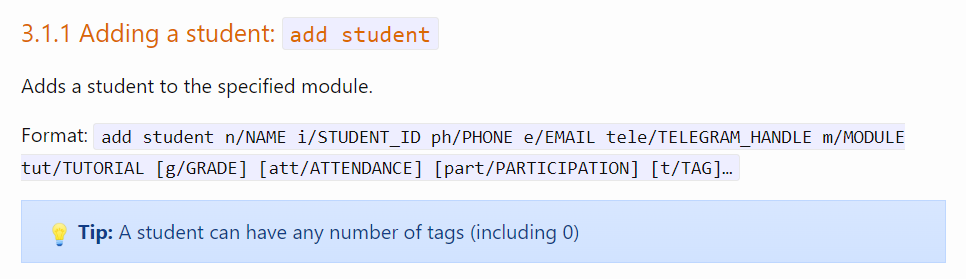 3.1.1 Adding a student: add student
Adds a student to the specified module.
Format: add student n/NAME i/STUDENT_ID ph/PHONE e/EMAIL tele/TELEGRAM_HANDLE m/MODULE
tut/TUTORIAL [g/GRADE] [att/ATTENDANCE] [part/PARTICIPATION] [t/TAG]…
Tip: A student can have any number of tags (including 0)